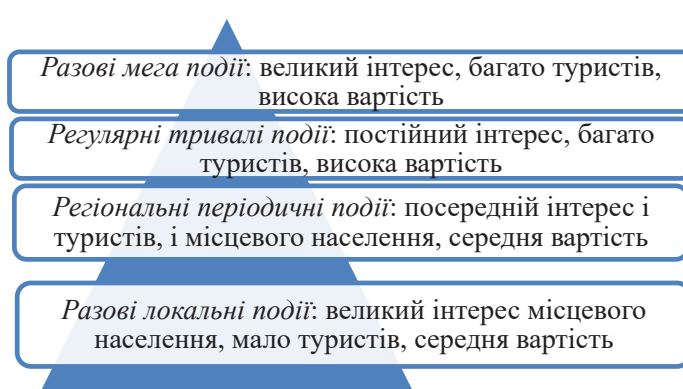 Разові мега події: великий інтерес, багато туристів,
висока вартість
Регулярні тривалі події: постійний інтерес, багато
туристів, висока вартість
Регіональні періодичні події: посередній інтерес і
туристів, і місцевого населення, середня вартість
Разові локальні події: великий інтерес місцевого
населення, мало туристів, середня вартість